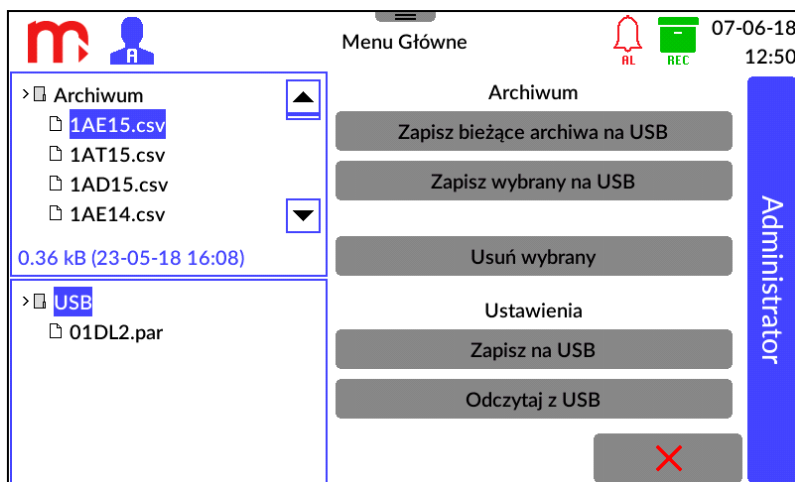 A
Menu Główne
AL
REC
07-06-18
12:50
Archiwum
1AE15.csv
1AT15.csv
1AD15.csv
1AE14.csv
0.36 kB (23-05-18 16:08)
USB
01DL2.par
Archiwum
Zapisz bieżące archiwa na USB
Zapisz wybrany na USB
Usuń wybrany
Ustawienia
Zapisz na USB
Odczytaj z USB
Administrator